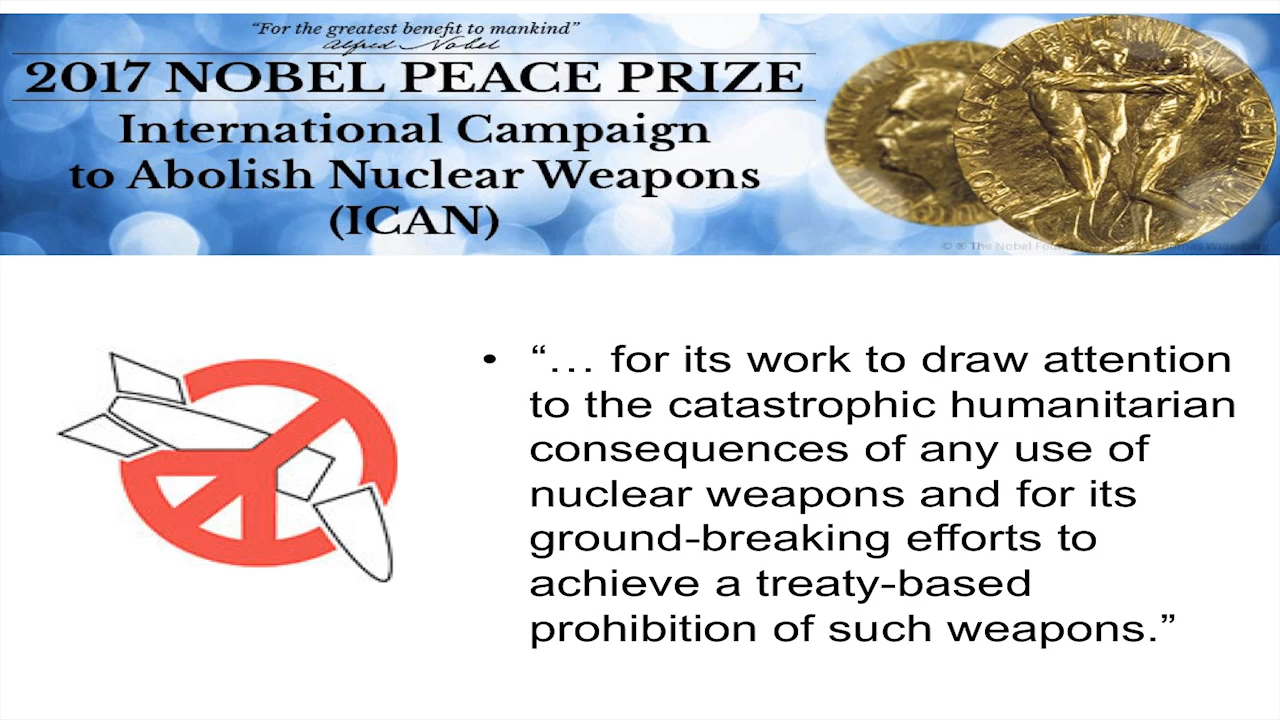 “For the greatest benefit to mankind”
Alfred Nobel
2017 NOBEL PEACE PRIZE
International Campaign
to Abolish Nuclear Weapons
(ICAN)
© ® The Nobel
• “… for its work to draw attention
to the catastrophic humanitarian
consequences of any use of
nuclear weapons and for its
ground-breaking efforts to
achieve a treaty-based
prohibition of such weapons.”